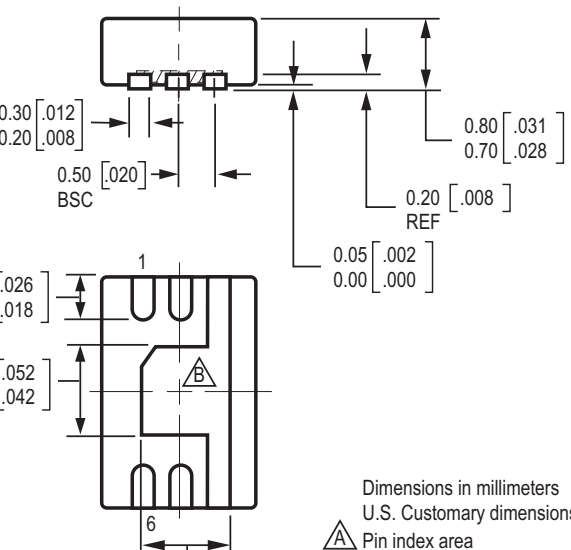 0.30 [.012]
0.20 [.008]
0.50 [.020]
BSC
0.80 [.031]
0.70 [.028]
0.20 [.008]
REF
0.05 [.002]
0.00 [.000]
1
.026]
.018]
.052
.042]
B
6
Dimensions in millimeters
U.S. Customary dimensions
A Pin index area